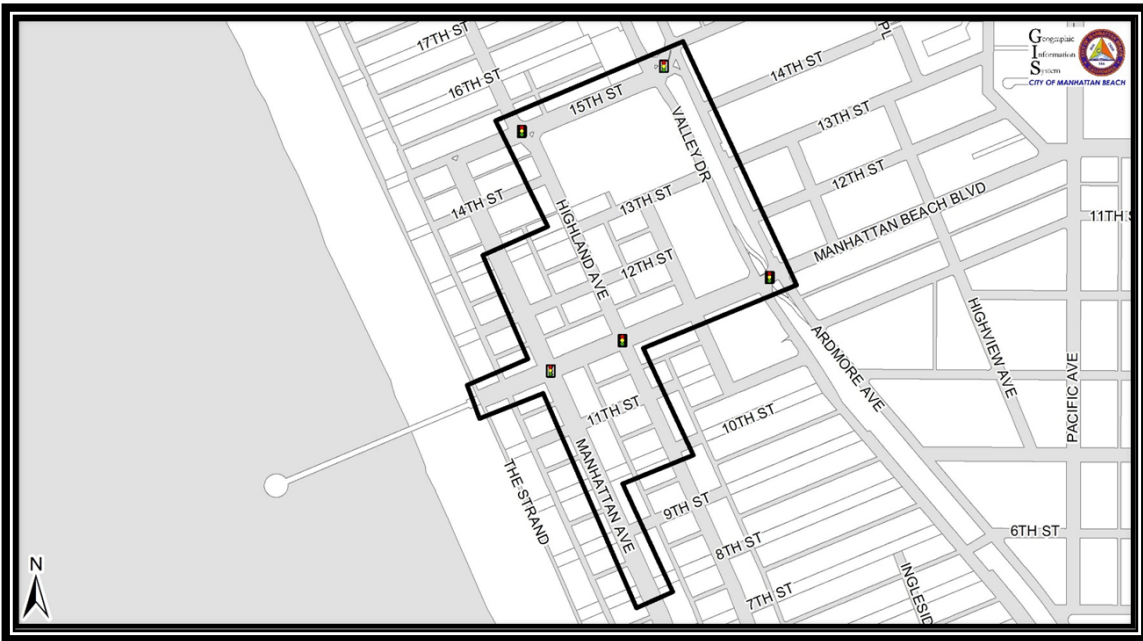 17TH ST
PL
Geographic
Information
System
CITY OF MANHATTAN BEACH
16TH ST
14TH ST
15TH ST
13TH ST
VALLEY DR
12TH ST
14TH ST
13TH ST
MANHATTAN BEACH BLVD
11TH S
HIGHLAND AVE
12TH ST
HIGHVIEW AVE
ARDMORE AVE
PACIFIC AVE
11TH ST
10TH ST
MANHATTAN AVE
THE STRAND
9TH ST
8TH ST
6TH ST
7TH ST
INGLESID
N